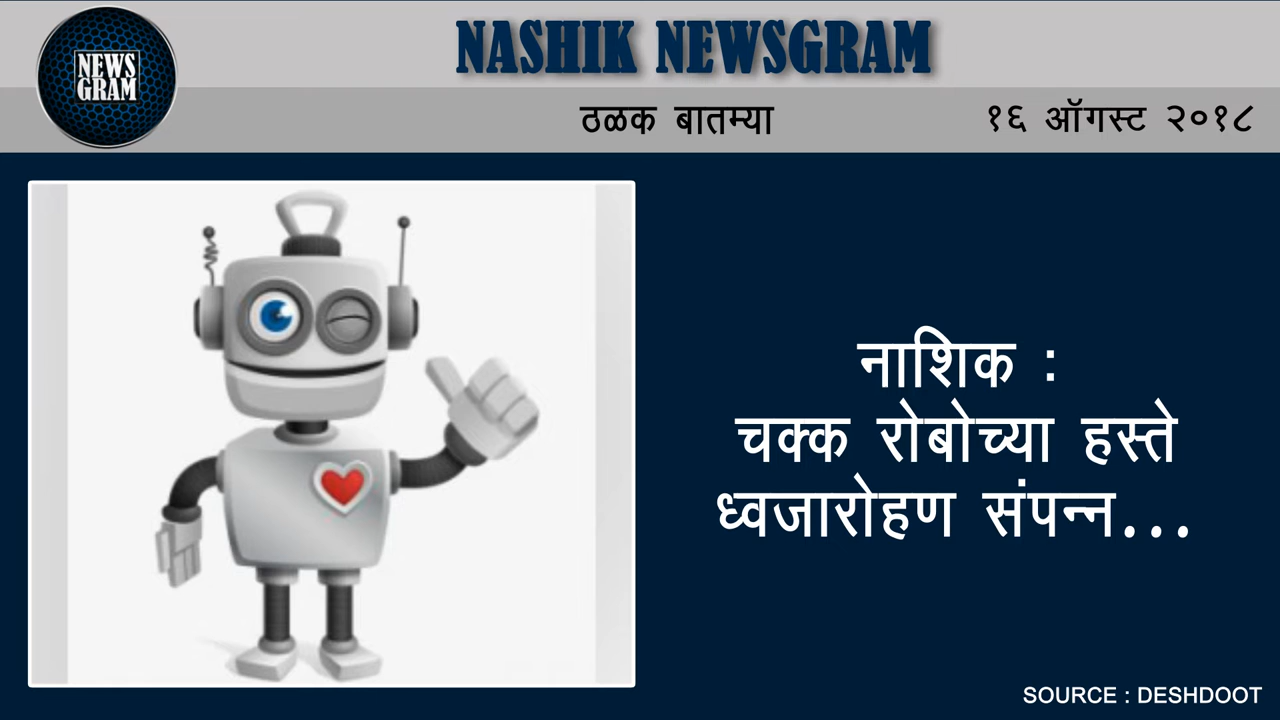 NEWS
GRAM
NASHIK NEWSGRAM
ठळक बातम्या
१६ ऑगस्ट २०१८
नाशिक :
चक्क रोबोच्या हस्ते
ध्वजारोहण संपन्न...
SOURCE : DESHDOOT